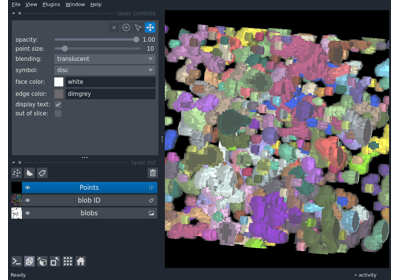 File View Plugins Window Help
layer controls
opacity: 1.00
point size: 10
blending: translucent
symbol: disc
face color: white
edge color: dimgrey
display text:
out of slice:
layer list
Points
blob ID
blobs
Ready
activity